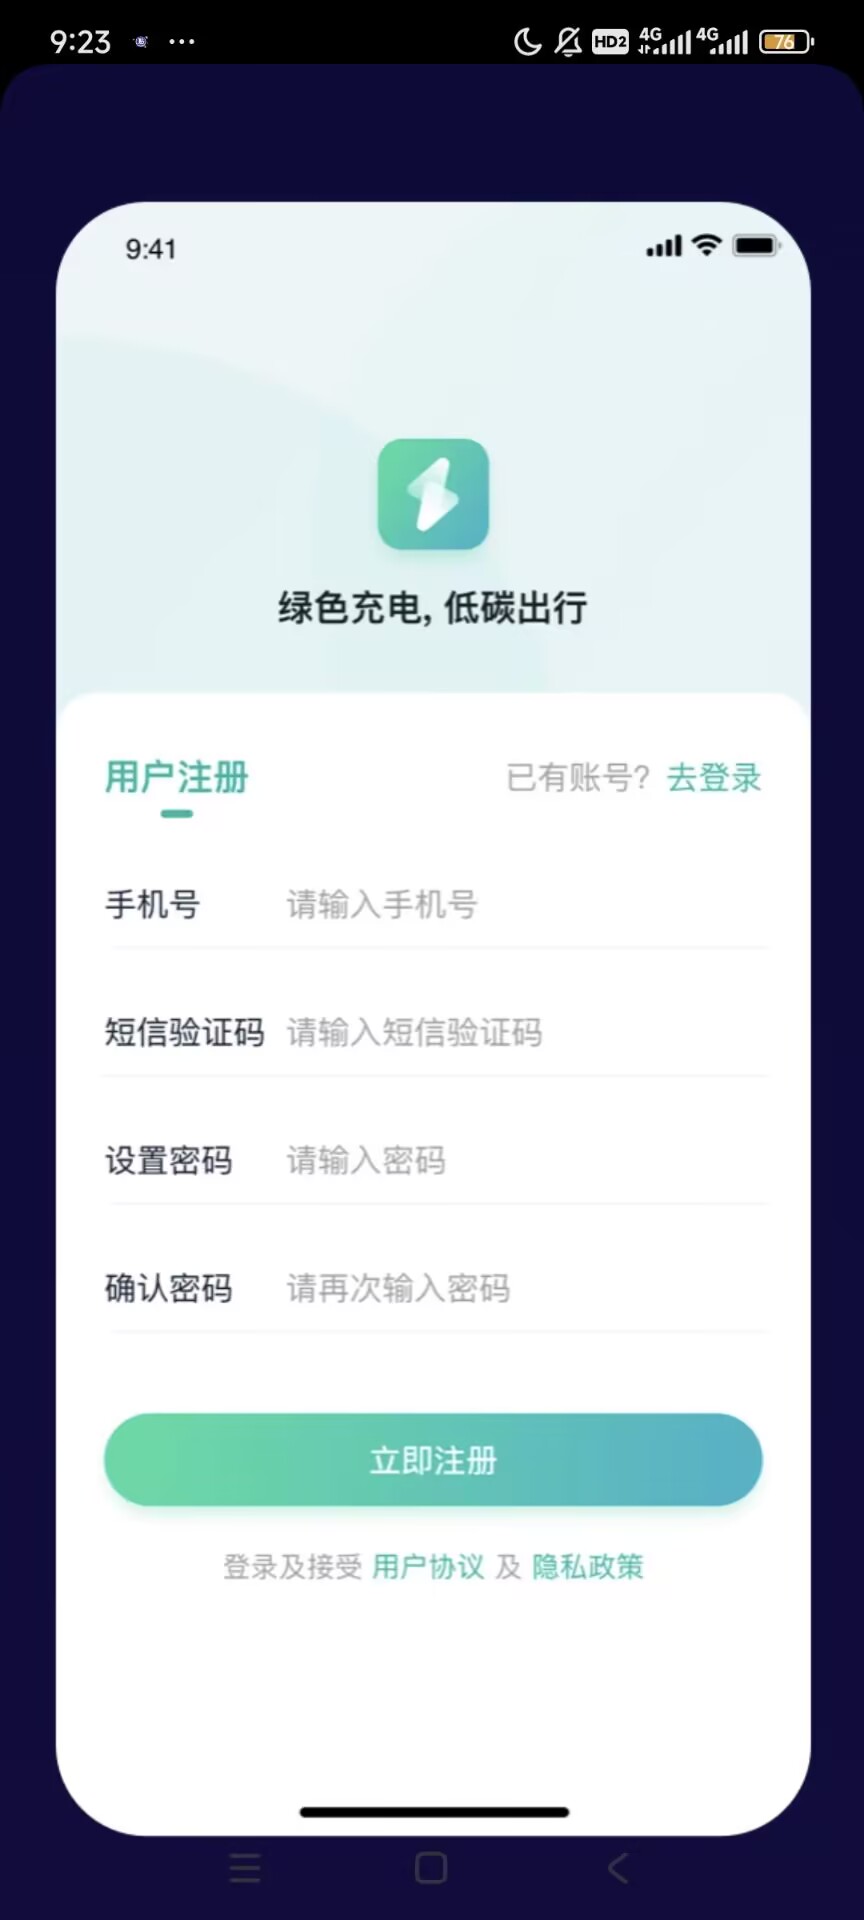 9:23
HD2 4G 4G 76
9:41
绿色充电, 低碳出行
用户注册 已有账号? 去登录
手机号 请输入手机号
短信验证码 请输入短信验证码
设置密码 请输入密码
确认密码 请再次输入密码
立即注册
登录及接受 用户协议 及 隐私政策